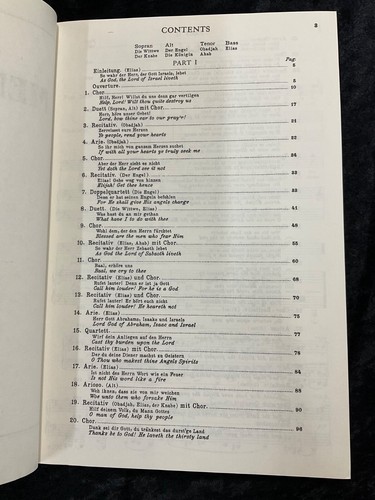 CONTENTS
3
Sopran Alt Tenor Bass
Die Wittwe Der Engel Obadjah Elias
Der Knabe Die Königin Ahab
PART I Pag.
Einleitung. (Elias) 4
So wahr der Herr, der Gott Israels, lebet
As God, the Lord of Israel liveth
Ouverture.
1. Chor. 10
Hilf, Herr! Willst du uns denn gar vertilgen
Help, Lord! Wilt thou quite destroy us
2. Duett (Sopran, Alt) mit Chor. 17
Herr, höre unser Gebet!
Lord, bow thine ear to our pray'r!
3. Recitativ. (Obadjah)
Zerreisset eure Herzen
Ye people, rend your hearts
4. Arie. (Obadjah)
So ihr mich von ganzem Herzen suchet
If with all your hearts ye truly seek me
5. Chor.
Aber der Herr sieht es nicht
Yet doth the Lord see it not
6. Recitativ. (Der Engel)
Elias! Gehe weg von hinnen
Elijah! Get thee hence
7. Doppelquartett (Die Engel)
Denn er hat seinen Engeln befohlen
For He shall give His angels charge
8. Duett. (Die Wittwe, Elias) 41
Was hast du an mir gethan
What have I to do with thee
9. Chor. 48
Wohl dem, der den Herrn fürchtet
Blessed are the men who fear Him
10. Recitativ (Elias, Ahab) mit Chor.
So wahr der Herr Zebaoth lebet
As God the Lord of Sabaoth liveth
11. Chor. 60
Baal, erhöre uns
Baal, we cry to thee
12. Recitativ (Elias) und Chor. 68
Rufet lauter! Denn er ist ja Gott
Call him louder! For he is a God
13. Recitativ (Elias) und Chor. 70
Rufet lauter! Er hört euch nicht
Call him louder! He heareth not
14. Arie. (Elias) 75
Herr Gott Abrahams, Isaaks und Israels
Lord God of Abraham, Isaac and Israel
15. Quartett. 77
Wirf dein Anliegen auf den Herrn
Cast thy burden upon the Lord
16. Recitativ (Elias) mit Chor.
Der du deine Diener machst zu Geistern
O Thou, who makest thine Angels Spirits
17. Arie. (Elias)
Ist nicht des Herrn Wort wie ein Feuer
Is not His word like a fire
18. Arioso. (Alt)
Weh ihnen, dass sie von mir weichen
Woe unto them who forsake Him
19. Recitativ (Obadjah, Elias, der Knabe) mit Chor. 90
Hilf deinem Volk, du Mann Gottes
O man of God, help thy people
20. Chor. 96
Dank sei dir Gott, du tränkest das durst'ge Land
Thanks be to God! He laveth the thirsty land